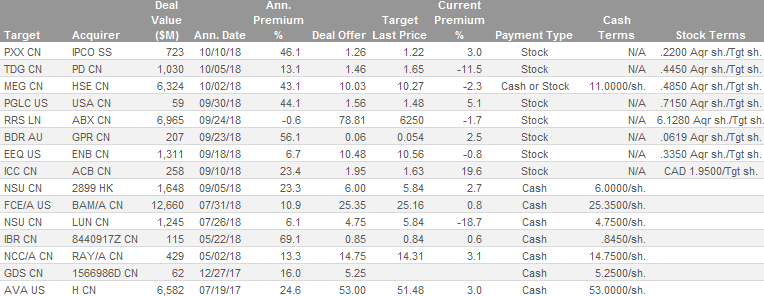 Deal Ann. Current
Value Premium Target Premium Cash
Target Acquirer ($M) Ann. Date % Deal Offer Last Price % Payment Type Terms Stock Terms
PXX CN IPCO SS 723 10/10/18 46.1 1.26 1.22 3.0 Stock N/A .2200 Aqr sh./Tgt sh.
TDG CN PD CN 1,030 10/05/18 13.1 1.46 1.65 -11.5 Stock N/A .4450 Aqr sh./Tgt sh.
MEG CN HSE CN 6,324 10/02/18 43.1 10.03 10.27 -2.3 Cash or Stock 11.0000/sh. .4850 Aqr sh./Tgt sh.
PGLC US USA CN 59 09/30/18 44.1 1.56 1.48 5.1 Stock N/A .7150 Aqr sh./Tgt sh.
RRS LN ABX CN 6,965 09/24/18 -0.6 78.81 6250 -1.7 Stock N/A 6.1280 Aqr sh./Tgt sh.
BDR AU GPR CN 207 09/23/18 56.1 0.06 0.054 2.5 Stock N/A .0619 Aqr sh./Tgt sh.
EEQ US ENB CN 1,311 09/18/18 6.7 10.48 10.56 -0.8 Stock N/A .3350 Aqr sh./Tgt sh.
ICC CN ACB CN 258 09/10/18 23.4 1.95 1.63 19.6 Stock N/A CAD 1.9500/Tgt sh.
NSU CN 2899 HK 1,648 09/05/18 23.3 6.00 5.84 2.7 Cash 6.0000/sh.
FCE/A US BAM/A CN 12,660 07/31/18 10.9 25.35 25.16 0.8 Cash 25.3500/sh.
NSU CN LUN CN 1,245 07/26/18 6.1 4.75 5.84 -18.7 Cash 4.7500/sh.
IBR CN 8440917Z CN 115 05/22/18 69.1 0.85 0.84 0.6 Cash .8450/sh.
NCC/A CN RAY/A CN 429 05/02/18 13.3 14.75 14.31 3.1 Cash 14.7500/sh.
GDS CN 1566986D CN 62 12/27/17 16.0 5.25 Cash 5.2500/sh.
AVA US H CN 6,582 07/19/17 24.6 53.00 51.48 3.0 Cash 53.0000/sh.